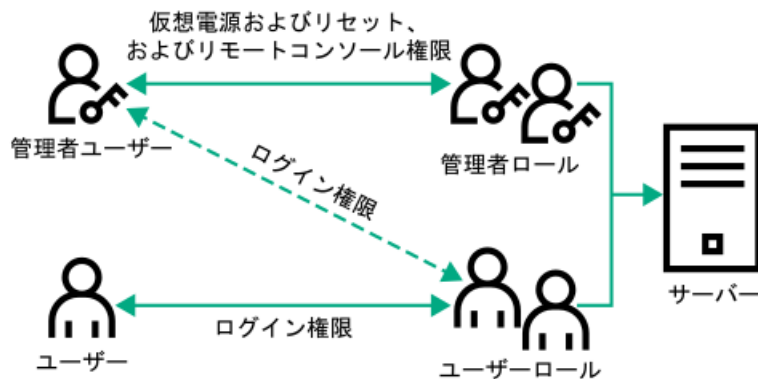 仮想電源およびリセット、
およびリモートコンソール権限
管理者ユーザー
管理者ロール
ログイン権限
サーバー
ログイン権限
ユーザー
ユーザーロール